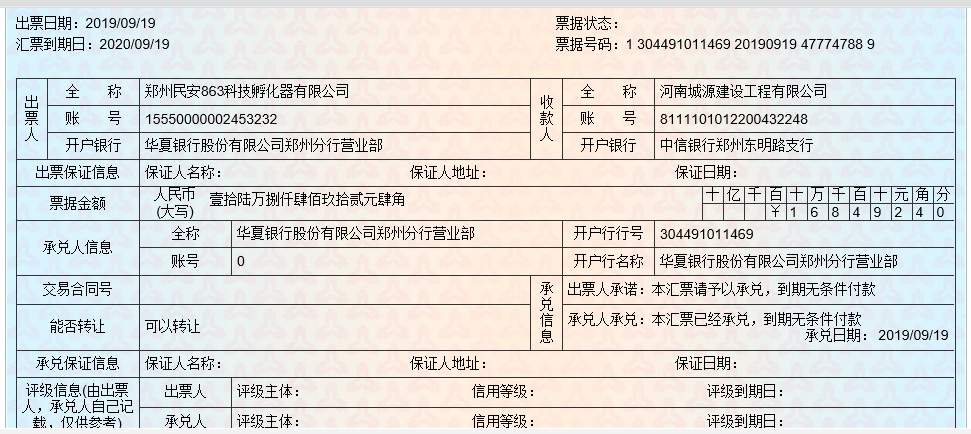 出票日期：2019/09/19 票据状态：
汇票到期日：2020/09/19 票据号码：1 304491011469 20190919 47774788 9
出票人 全 称 郑州民安863科技孵化器有限公司 收款人 全 称 河南城源建设工程有限公司
账 号 15550000002453232 账 号 8111101012200432248
开户银行 华夏银行股份有限公司郑州分行营业部 开户银行 中信银行郑州东明路支行
出票保证信息 保证人名称： 保证人地址： 保证日期：
票据金额 人民币(大写) 壹拾陆万捌仟肆佰玖拾贰元肆角 十 亿 千 百 十 万 千 百 十 元 角 分
￥ 1 6 8 4 9 2 4 0
承兑人信息 全称 华夏银行股份有限公司郑州分行营业部 开户行行号 304491011469
账号 0 开户行名称 华夏银行股份有限公司郑州分行营业部
交易合同号 承兑信息 出票人承诺：本汇票请予以承兑，到期无条件付款
能否转让 可以转让 承兑人承兑：本汇票已经承兑，到期无条件付款
承兑日期： 2019/09/19
承兑保证信息 保证人名称： 保证人地址： 保证日期：
评级信息(由出票人，承兑人自己记载，仅供参考) 出票人 评级主体： 信用等级： 评级到期日：
承兑人 评级主体： 信用等级： 评级到期日：